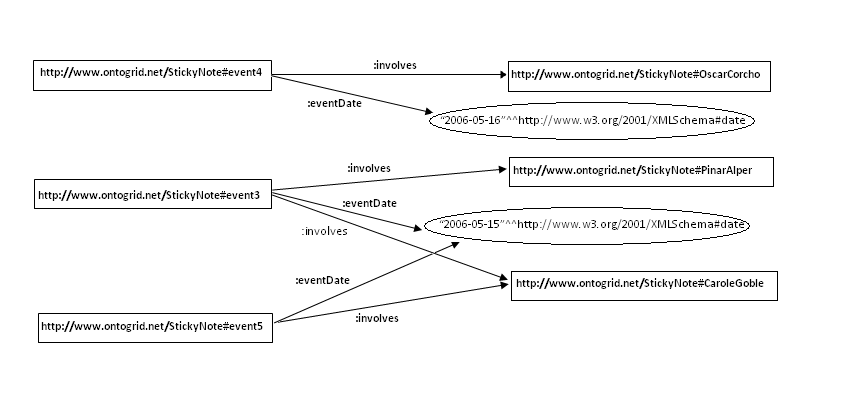 http://www.ontogrid.net/StickyNote#event4
:involves
http://www.ontogrid.net/StickyNote#OscarCorcho
:eventDate
"2006-05-16"^^http://www.w3.org/2001/XMLSchema#date
http://www.ontogrid.net/StickyNote#event3
:involves
http://www.ontogrid.net/StickyNote#PinarAlper
:eventDate
"2006-05-15"^^http://www.w3.org/2001/XMLSchema#date
:involves
http://www.ontogrid.net/StickyNote#CaroleGoble
:eventDate
http://www.ontogrid.net/StickyNote#event5
:involves